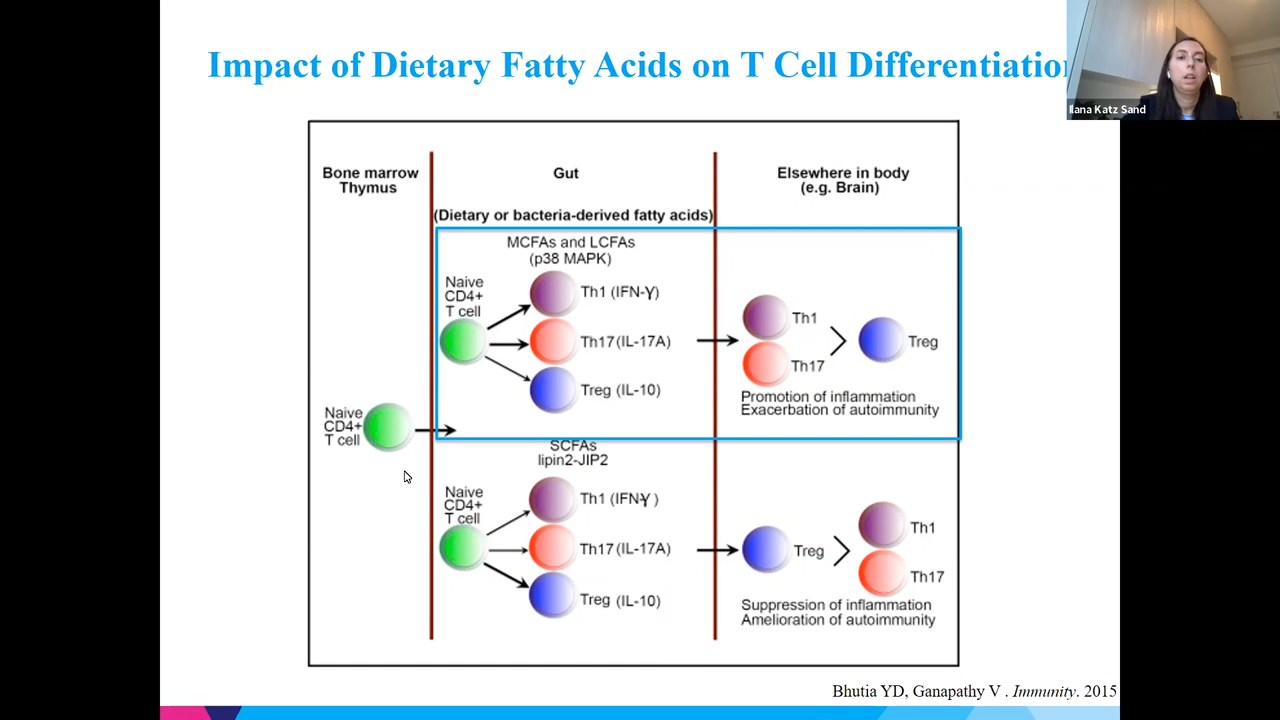 Impact of Dietary Fatty Acids on T Cell Differentiation
Ilana Katz Sand
Bone marrow
Thymus
Gut
Elsewhere in body
(e.g. Brain)
(Dietary or bacteria-derived fatty acids)
MCFAs and LCFAs
(p38 MAPK)
Naive
CD4+
T cell
Th1 (IFN-γ)
Th17 (IL-17A)
Treg (IL-10)
Th1
Th17
>
Treg
Promotion of inflammation
Exacerbation of autoimmunity
Naive
CD4+
T cell
SCFAs
lipin2-JIP2
Naive
CD4+
T cell
Th1 (IFNγ )
Th17 (IL-17A)
Treg (IL-10)
Treg
>
Th1
Th17
Suppression of inflammation
Amelioration of autoimmunity
Bhutia YD, Ganapathy V . Immunity. 2015